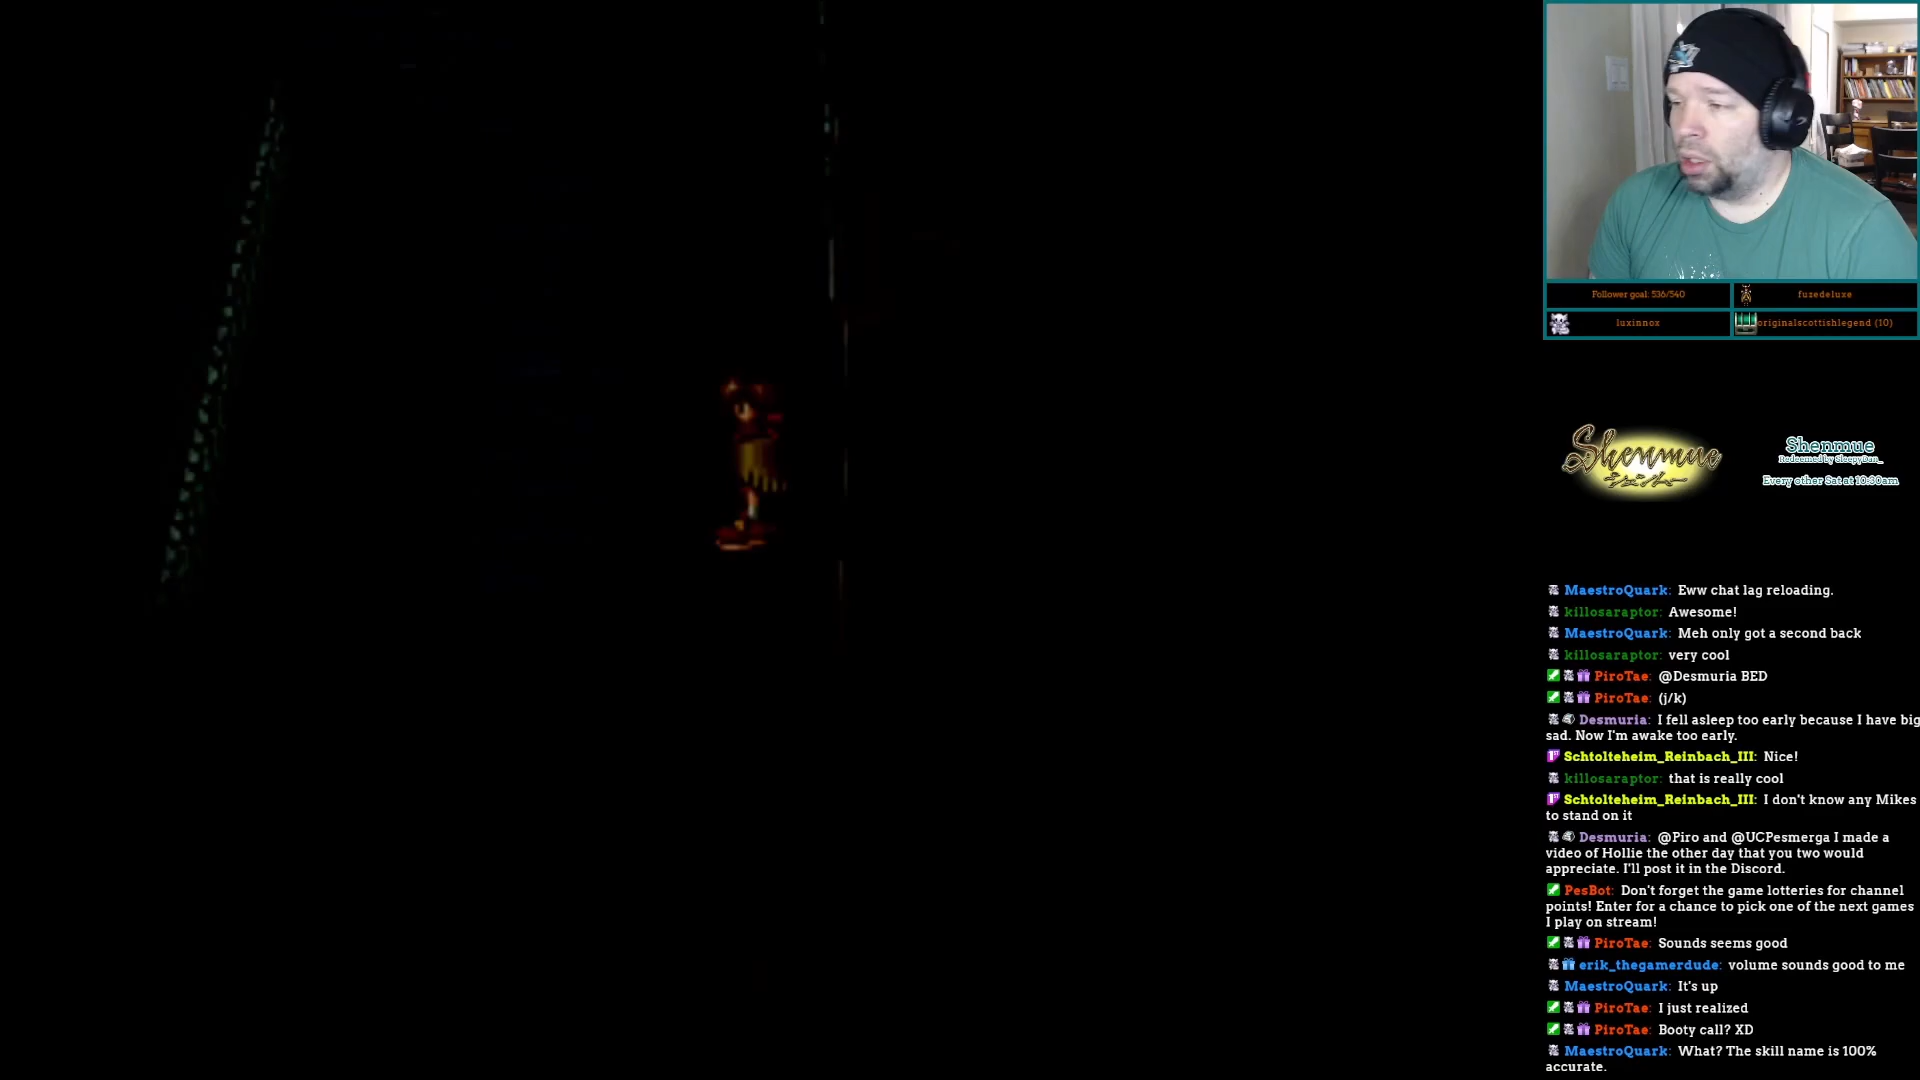 Follower goal: 536/540
fuzedeluxe
luxinnox
originalscottishlegend (10)
Shenmue
Shenmue
Redeemed by SleepyDan_
Every other Sat at 10:30am
MaestroQuark: Eww chat lag reloading.
killosaraptor: Awesome!
MaestroQuark: Meh only got a second back
killosaraptor: very cool
PiroTae: @Desmuria BED
PiroTae: (j/k)
Desmuria: I fell asleep too early because I have big
sad. Now I'm awake too early.
Schtolteheim_Reinbach_III: Nice!
killosaraptor: that is really cool
Schtolteheim_Reinbach_III: I don't know any Mikes
to stand on it
Desmuria: @Piro and @UCPesmerga I made a
video of Hollie the other day that you two would
appreciate. I'll post it in the Discord.
PesBot: Don't forget the game lotteries for channel
points! Enter for a chance to pick one of the next games
I play on stream!
PiroTae: Sounds seems good
erik_thegamerdude: volume sounds good to me
MaestroQuark: It's up
PiroTae: I just realized
PiroTae: Booty call? XD
MaestroQuark: What? The skill name is 100%
accurate.